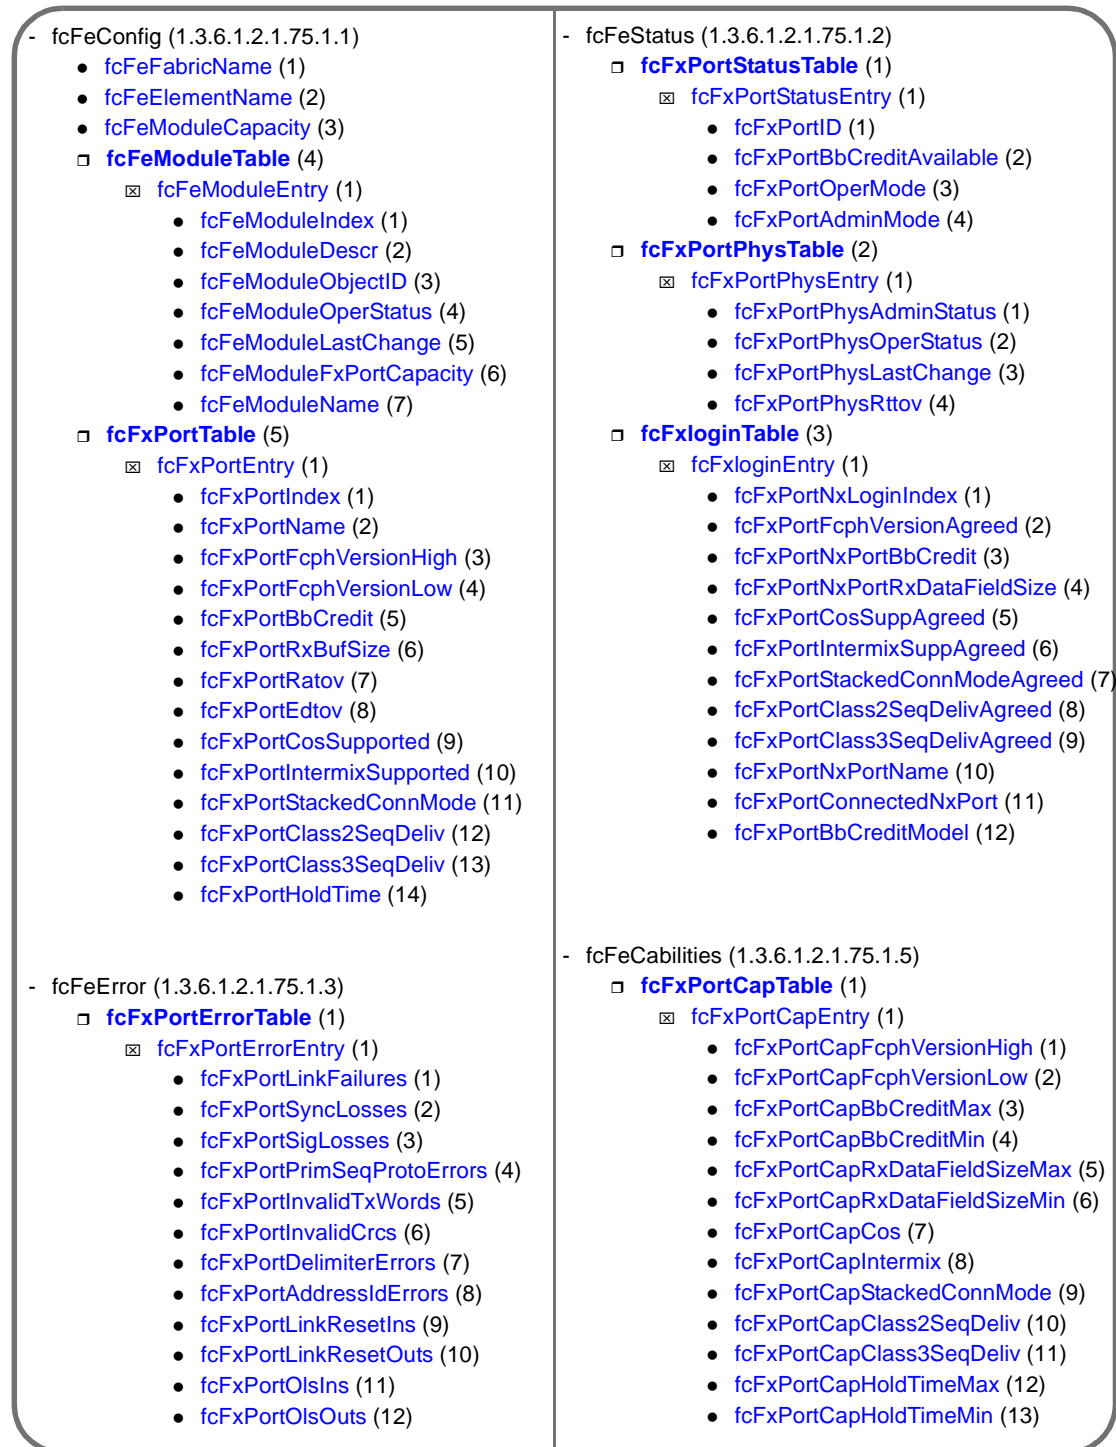 - fcFeConfig (1.3.6.1.2.1.75.1.1)
● fcFeFabricName (1)
● fcFeElementName (2)
● fcFeModuleCapacity (3)
❒ fcFeModuleTable (4)
☒ fcFeModuleEntry (1)
● fcFeModuleIndex (1)
● fcFeModuleDescr (2)
● fcFeModuleObjectID (3)
● fcFeModuleOperStatus (4)
● fcFeModuleLastChange (5)
● fcFeModuleFxPortCapacity (6)
● fcFeModuleName (7)
❒ fcFxPortTable (5)
☒ fcFxPortEntry (1)
● fcFxPortIndex (1)
● fcFxPortName (2)
● fcFxPortFcphVersionHigh (3)
● fcFxPortFcphVersionLow (4)
● fcFxPortBbCredit (5)
● fcFxPortRxBufSize (6)
● fcFxPortRatov (7)
● fcFxPortEdtov (8)
● fcFxPortCosSupported (9)
● fcFxPortIntermixSupported (10)
● fcFxPortStackedConnMode (11)
● fcFxPortClass2SeqDeliv (12)
● fcFxPortClass3SeqDeliv (13)
● fcFxPortHoldTime (14)
- fcFeError (1.3.6.1.2.1.75.1.3)
❒ fcFxPortErrorTable (1)
☒ fcFxPortErrorEntry (1)
● fcFxPortLinkFailures (1)
● fcFxPortSyncLosses (2)
● fcFxPortSigLosses (3)
● fcFxPortPrimSeqProtoErrors (4)
● fcFxPortInvalidTxWords (5)
● fcFxPortInvalidCrcs (6)
● fcFxPortDelimiterErrors (7)
● fcFxPortAddressIdErrors (8)
● fcFxPortLinkResetIns (9)
● fcFxPortLinkResetOuts (10)
● fcFxPortOlsIns (11)
● fcFxPortOlsOuts (12)
- fcFeStatus (1.3.6.1.2.1.75.1.2)
❒ fcFxPortStatusTable (1)
☒ fcFxPortStatusEntry (1)
● fcFxPortID (1)
● fcFxPortBbCreditAvailable (2)
● fcFxPortOperMode (3)
● fcFxPortAdminMode (4)
❒ fcFxPortPhysTable (2)
☒ fcFxPortPhysEntry (1)
● fcFxPortPhysAdminStatus (1)
● fcFxPortPhysOperStatus (2)
● fcFxPortPhysLastChange (3)
● fcFxPortPhysRttov (4)
❒ fcFxloginTable (3)
☒ fcFxloginEntry (1)
● fcFxPortNxLoginIndex (1)
● fcFxPortFcphVersionAgreed (2)
● fcFxPortNxPortBbCredit (3)
● fcFxPortNxPortRxDataFieldSize (4)
● fcFxPortCosSuppAgreed (5)
● fcFxPortIntermixSuppAgreed (6)
● fcFxPortStackedConnModeAgreed (7)
● fcFxPortClass2SeqDelivAgreed (8)
● fcFxPortClass3SeqDelivAgreed (9)
● fcFxPortNxPortName (10)
● fcFxPortConnectedNxPort (11)
● fcFxPortBbCreditModel (12)
- fcFeCabilities (1.3.6.1.2.1.75.1.5)
❒ fcFxPortCapTable (1)
☒ fcFxPortCapEntry (1)
● fcFxPortCapFcphVersionHigh (1)
● fcFxPortCapFcphVersionLow (2)
● fcFxPortCapBbCreditMax (3)
● fcFxPortCapBbCreditMin (4)
● fcFxPortCapRxDataFieldSizeMax (5)
● fcFxPortCapRxDataFieldSizeMin (6)
● fcFxPortCapCos (7)
● fcFxPortCapIntermix (8)
● fcFxPortCapStackedConnMode (9)
● fcFxPortCapClass2SeqDeliv (10)
● fcFxPortCapClass3SeqDeliv (11)
● fcFxPortCapHoldTimeMax (12)
● fcFxPortCapHoldTimeMin (13)